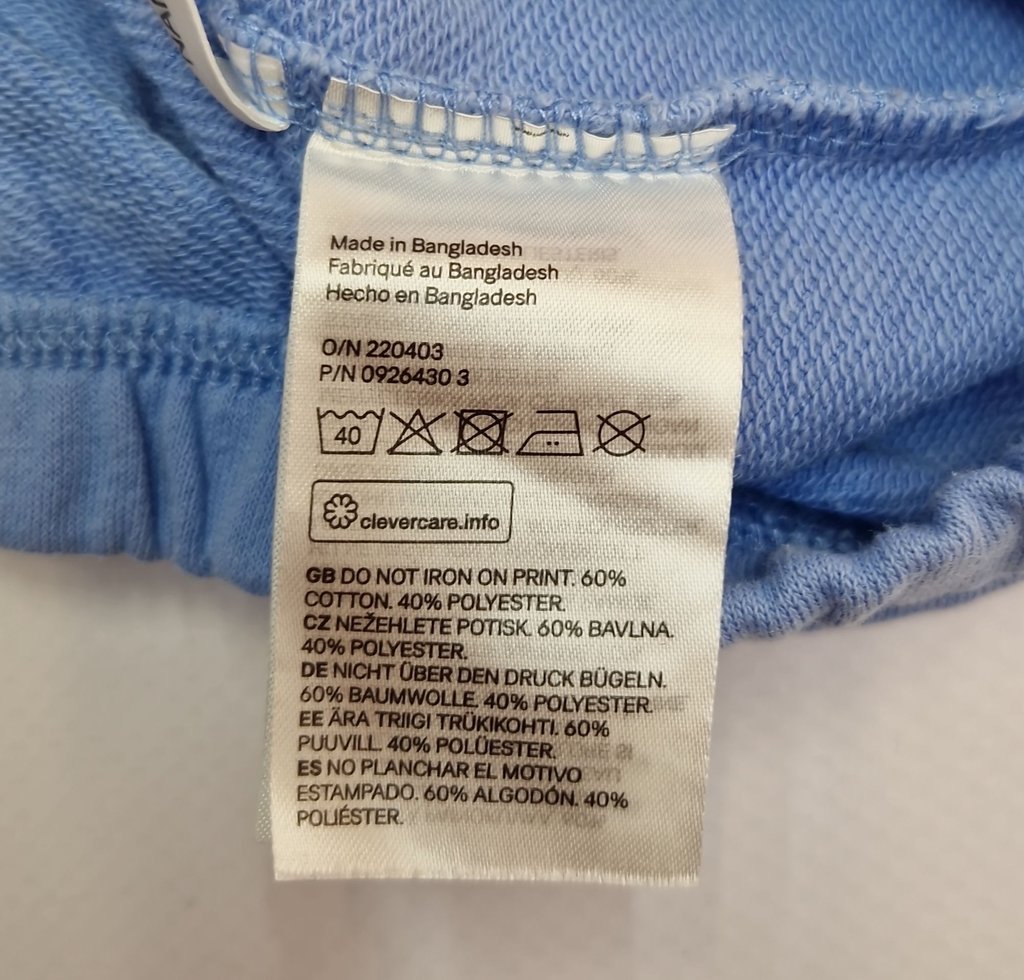 Made in Bangladesh
Fabriqué au Bangladesh
Hecho en Bangladesh
O/N 220403
P/N 0926430 3
40
clevercare.info
GB DO NOT IRON ON PRINT. 60%
COTTON. 40% POLYESTER.
CZ NEŽEHLETE POTISK. 60% BAVLNA.
40% POLYESTER.
DE NICHT ÜBER DEN DRUCK BÜGELN.
60% BAUMWOLLE. 40% POLYESTER.
EE ÄRA TRIIGI TRÜKIKOHTI. 60%
PUUVILL. 40% POLÜESTER.
ES NO PLANCHAR EL MOTIVO
ESTAMPADO. 60% ALGODÓN. 40%
POLIÉSTER.